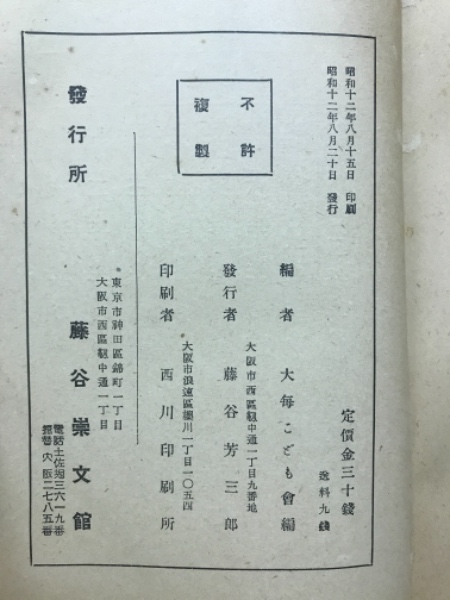 昭和十二年八月十五日 印刷
昭和十二年八月二十日 發行
定價金三十錢
送料九錢
不許
複製
編者 大每こども會編
大阪市西區靱中通一丁目九番地
發行者 藤谷芳三郎
大阪市浪速區櫻川一丁目一〇五四
印刷者 西川印刷所
東京市神田區錦町一丁目
大阪市西區靱中通一丁目
發行所 藤谷崇文館
電話土佐堀三六一九番
振替大阪二七八五番